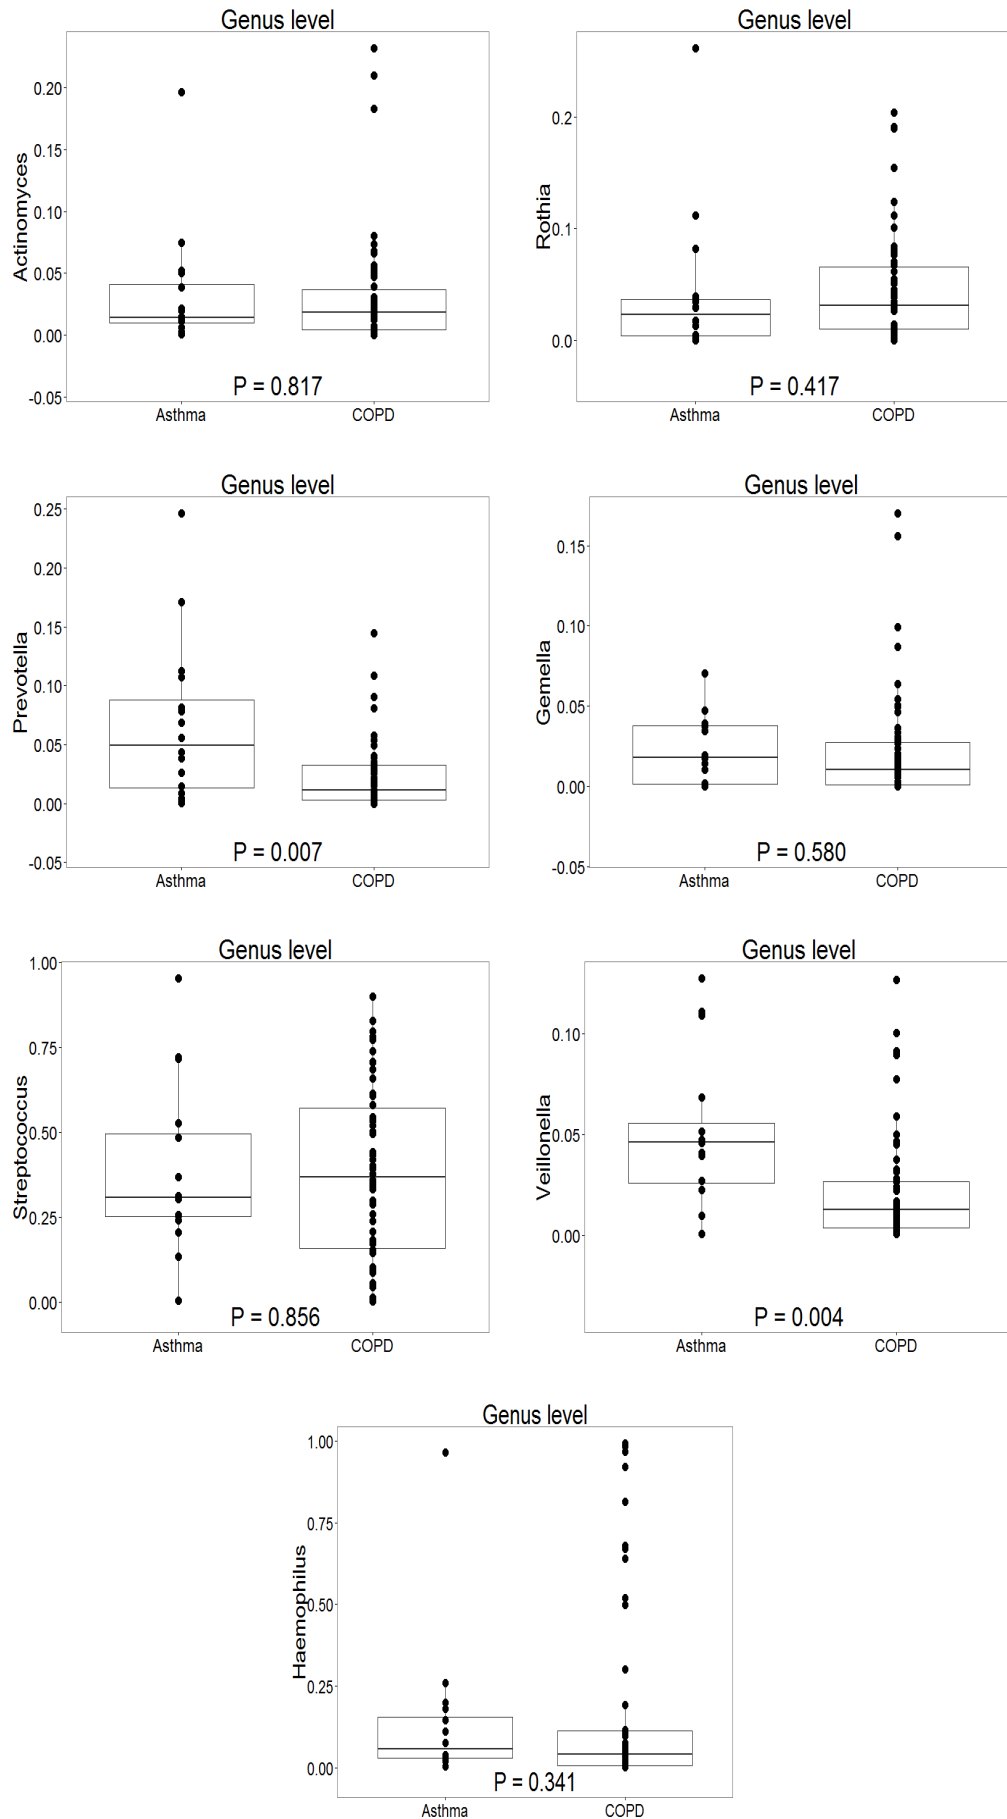 Genus level
Actinomyces
0.20
0.15
0.10
0.05
0.00
-0.05
P = 0.817
Asthma COPD
Genus level
Rothia
0.2
0.1
0.0
P = 0.417
Asthma COPD
Genus level
Prevotella
0.25
0.20
0.15
0.10
0.05
0.00
-0.05
P = 0.007
Asthma COPD
Genus level
Gemella
0.15
0.10
0.05
0.00
-0.05
P = 0.580
Asthma COPD
Genus level
Streptococcus
1.00
0.75
0.50
0.25
0.00
P = 0.856
Asthma COPD
Genus level
Veillonella
0.10
0.05
0.00
P = 0.004
Asthma COPD
Genus level
Haemophilus
1.00
0.75
0.50
0.25
0.00
P = 0.341
Asthma COPD